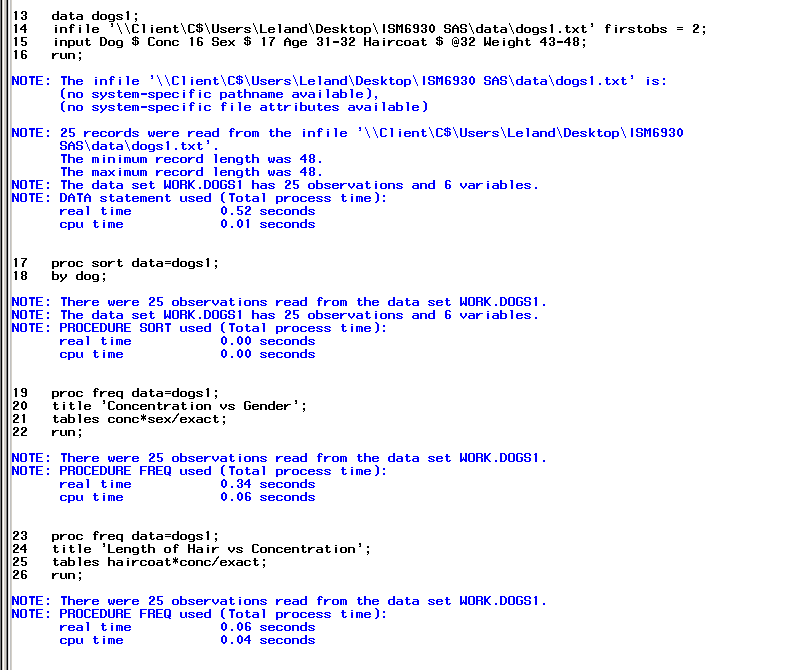 13   data dogs1;
14   infile '\\Client\C$\Users\Leland\Desktop\ISM6930 SAS\data\dogs1.txt' firstobs = 2;
15   input Dog $ Conc 16 Sex $ 17 Age 31-32 Haircoat $ @32 Weight 43-48;
16   run;
NOTE: The infile '\\Client\C$\Users\Leland\Desktop\ISM6930 SAS\data\dogs1.txt' is:
      (no system-specific pathname available),
      (no system-specific file attributes available)
NOTE: 25 records were read from the infile '\\Client\C$\Users\Leland\Desktop\ISM6930
      SAS\data\dogs1.txt'.
      The minimum record length was 48.
      The maximum record length was 48.
NOTE: The data set WORK.DOGS1 has 25 observations and 6 variables.
NOTE: DATA statement used (Total process time):
      real time           0.52 seconds
      cpu time            0.01 seconds
17   proc sort data=dogs1;
18   by dog;
NOTE: There were 25 observations read from the data set WORK.DOGS1.
NOTE: The data set WORK.DOGS1 has 25 observations and 6 variables.
NOTE: PROCEDURE SORT used (Total process time):
      real time           0.00 seconds
      cpu time            0.00 seconds
19   proc freq data=dogs1;
20   title 'Concentration vs Gender';
21   tables conc*sex/exact;
22   run;
NOTE: There were 25 observations read from the data set WORK.DOGS1.
NOTE: PROCEDURE FREQ used (Total process time):
      real time           0.34 seconds
      cpu time            0.06 seconds
23   proc freq data=dogs1;
24   title 'Length of Hair vs Concentration';
25   tables haircoat*conc/exact;
26   run;
NOTE: There were 25 observations read from the data set WORK.DOGS1.
NOTE: PROCEDURE FREQ used (Total process time):
      real time           0.06 seconds
      cpu time            0.04 seconds